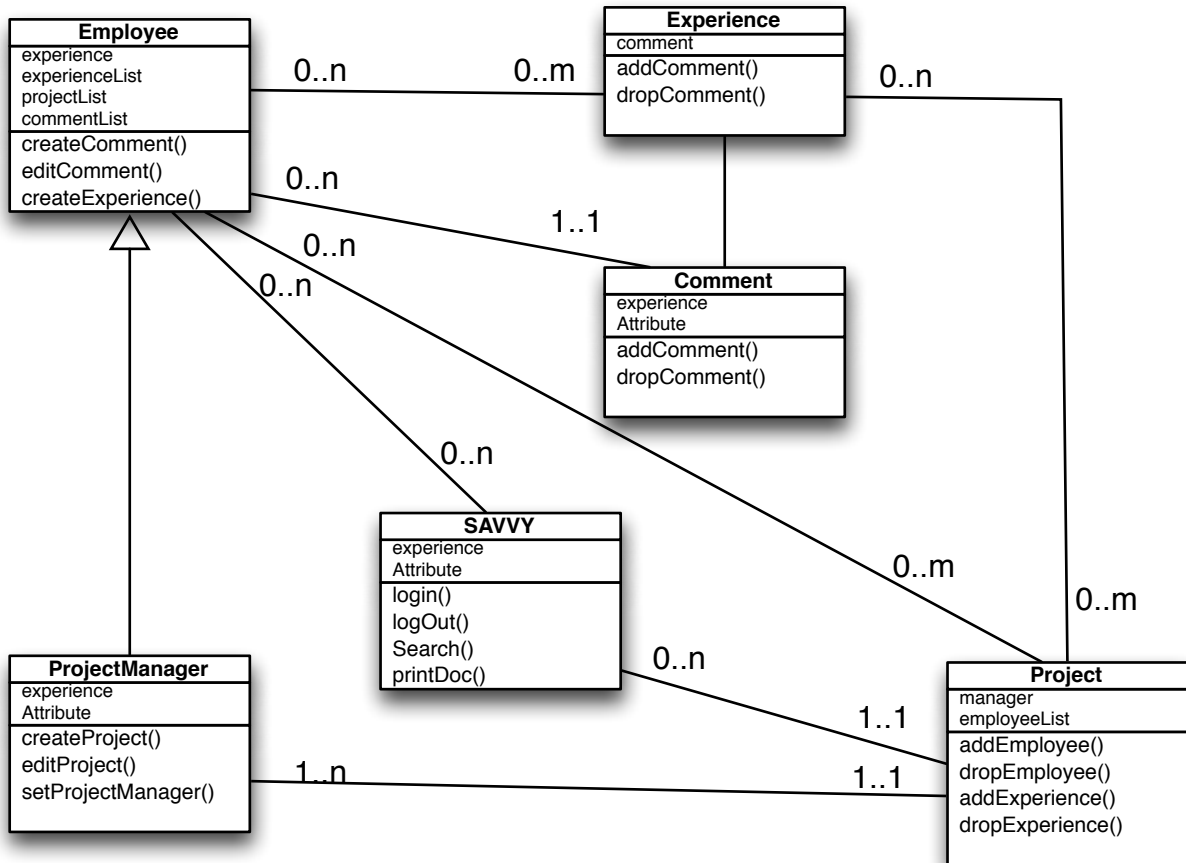 Employee
experience
experienceList
projectList
commentList
createComment()
editComment()
createExperience()
0..n
0..m
Experience
comment
addComment()
dropComment()
0..n
0..n
1..1
0..n
0..n
Comment
experience
Attribute
addComment()
dropComment()
0..n
0..m
0..m
SAVVY
experience
Attribute
login()
logOut()
Search()
printDoc()
0..n
1..1
ProjectManager
experience
Attribute
createProject()
editProject()
setProjectManager()
1..n
1..1
Project
manager
employeeList
addEmployee()
dropEmployee()
addExperience()
dropExperience()